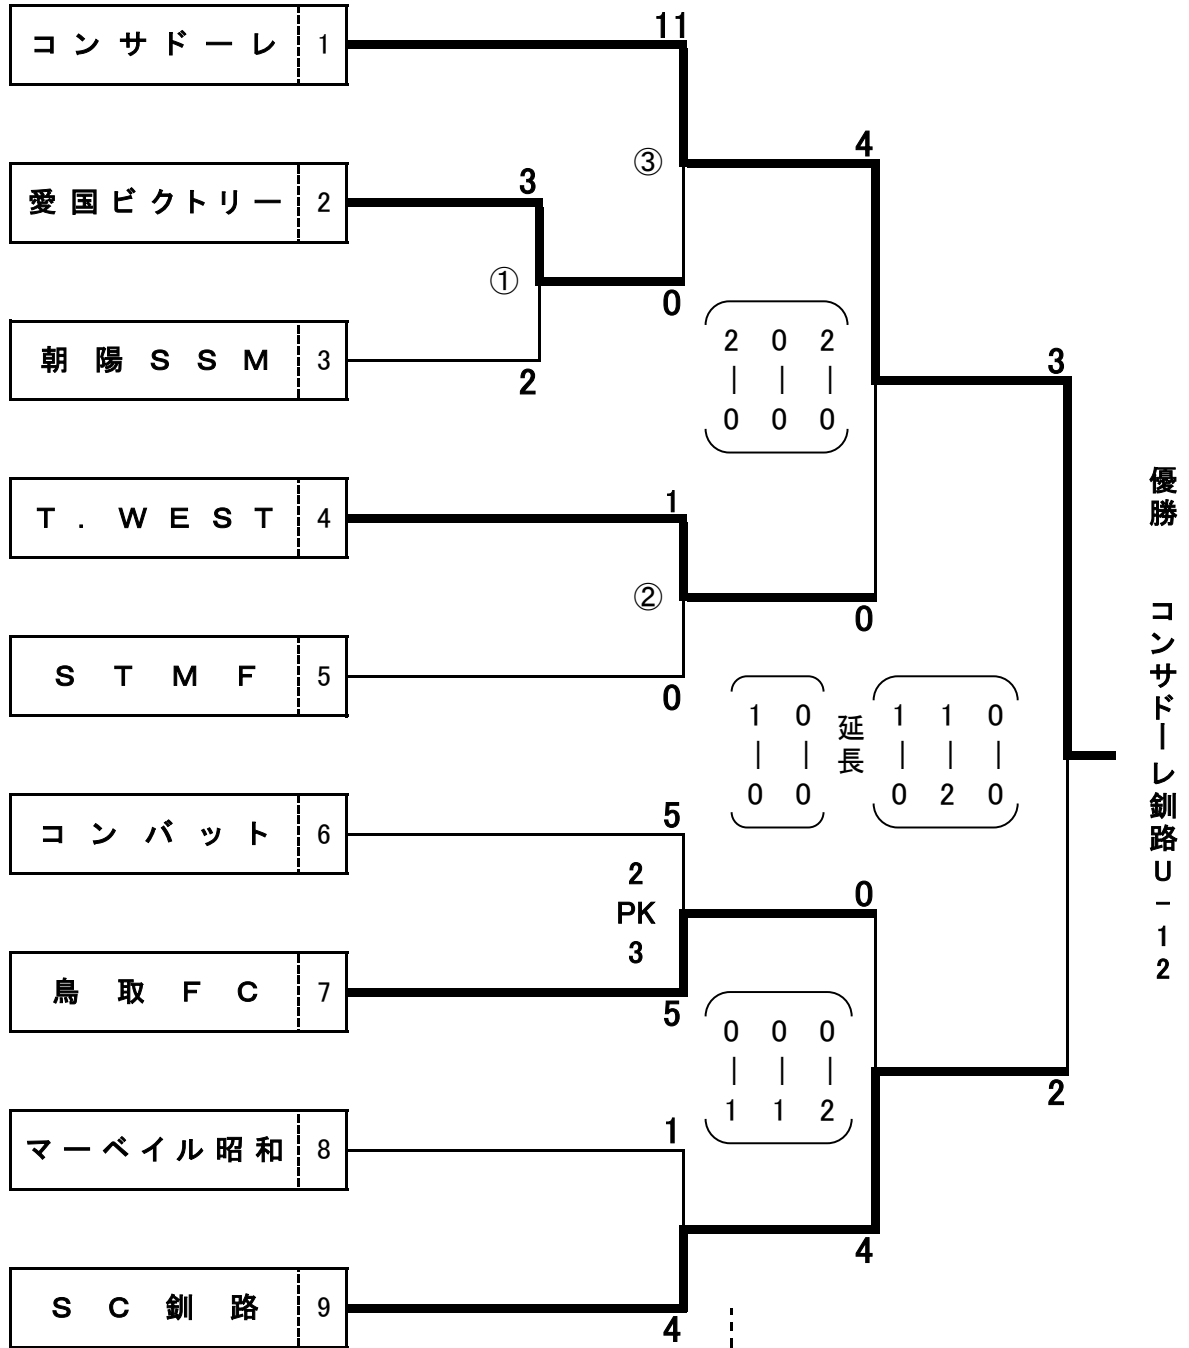 11
コンサドーレ 1
4
③
3
愛国ビクトリー 2
①
0
2 0 2
| | |
0 0 0
3
朝陽SSM 3
2
1
T.WEST 4
②
0
STMF 5
0
1 0
| |
0 0
延長
1 1 0
| | |
0 2 0
優勝 コンサドーレ釧路U-12
5
コンバット 6
2
PK
3
0
鳥取FC 7
5
0 0 0
| | |
1 1 2
2
1
マーベイル昭和 8
4
SC釧路 9
4